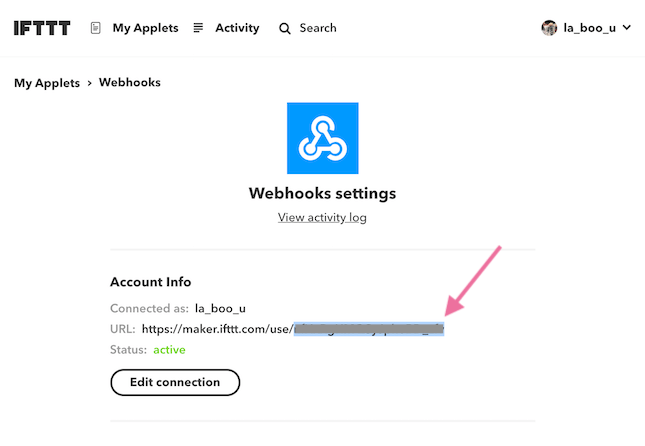 IFTTT My Applets Activity Search la_boo_u
My Applets › Webhooks
Webhooks settings
View activity log
Account Info
Connected as: la_boo_u
URL: https://maker.ifttt.com/use/
Status: active
Edit connection